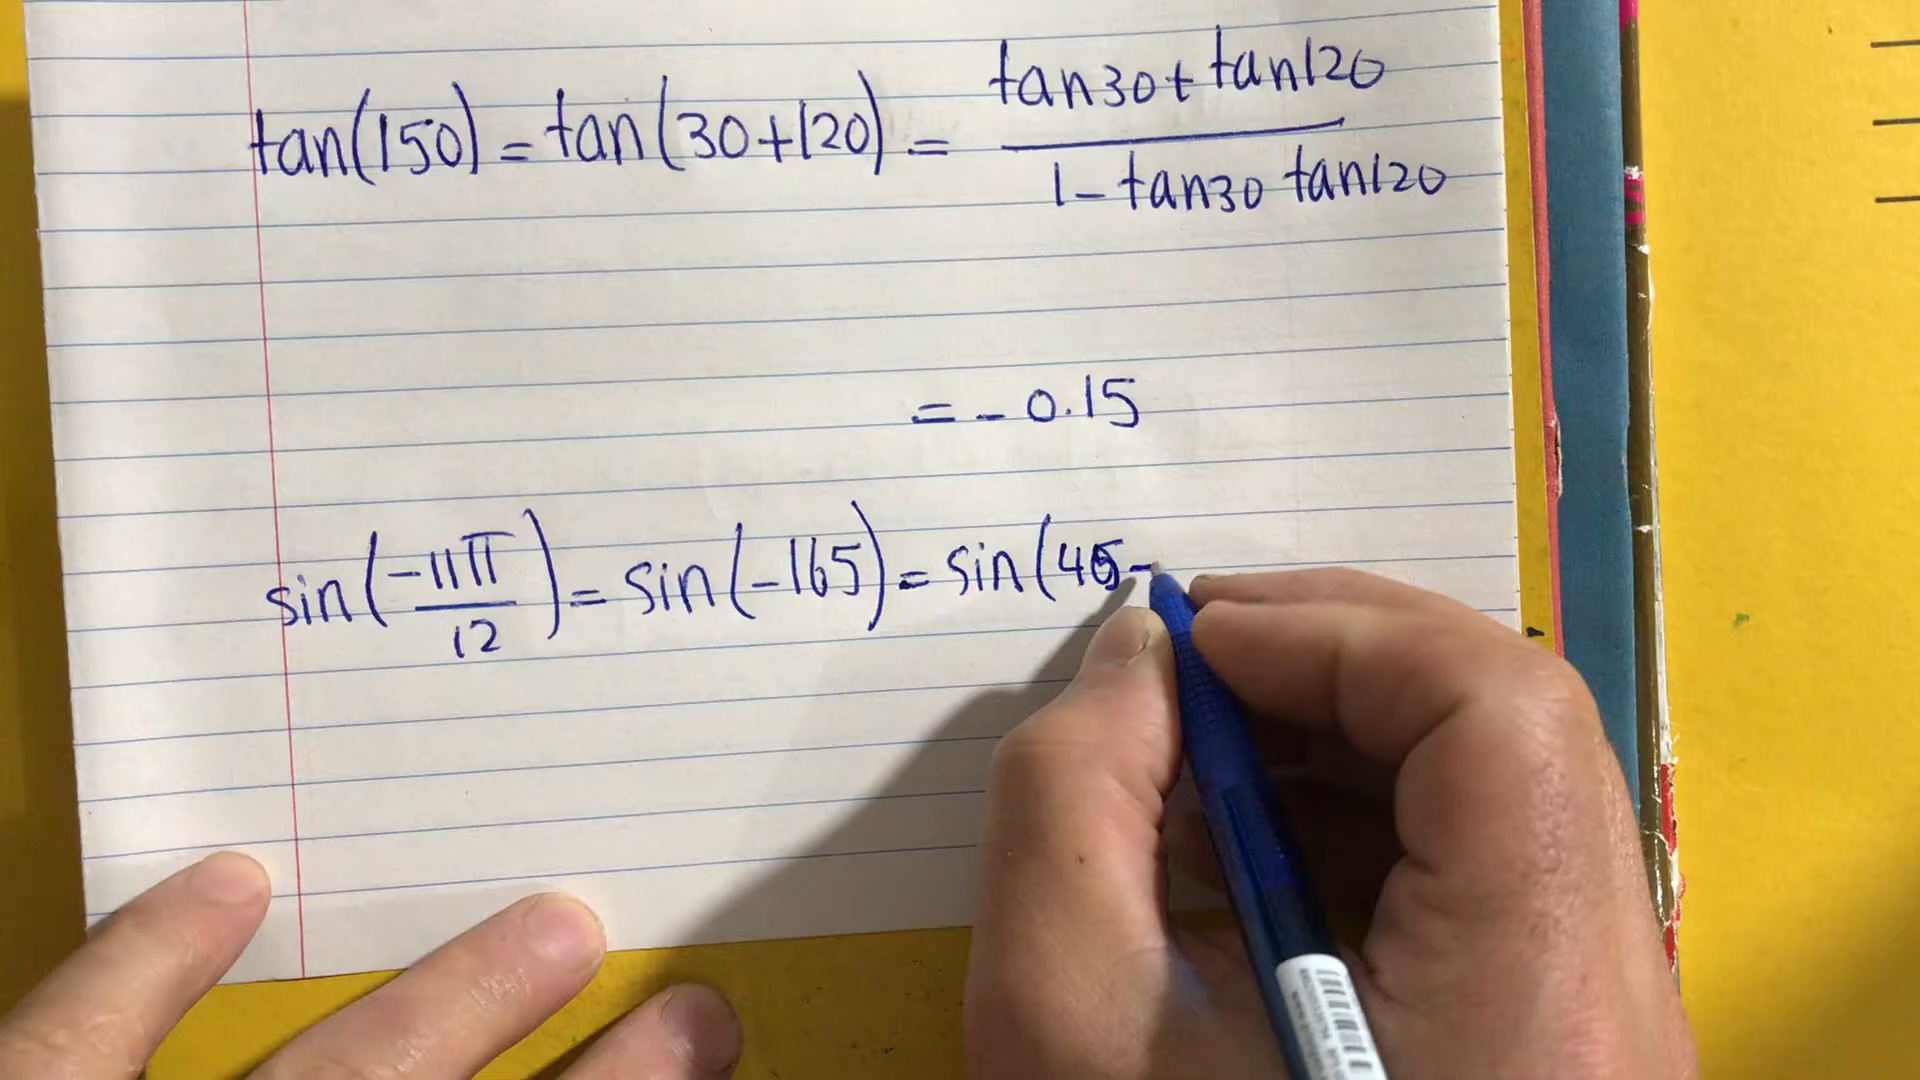 tan(150) = tan(30+120) = (tan30 + tan120)/(1 - tan30 tan120)
= - 0.15
sin(-11π/12) = sin(-165) = sin(45-